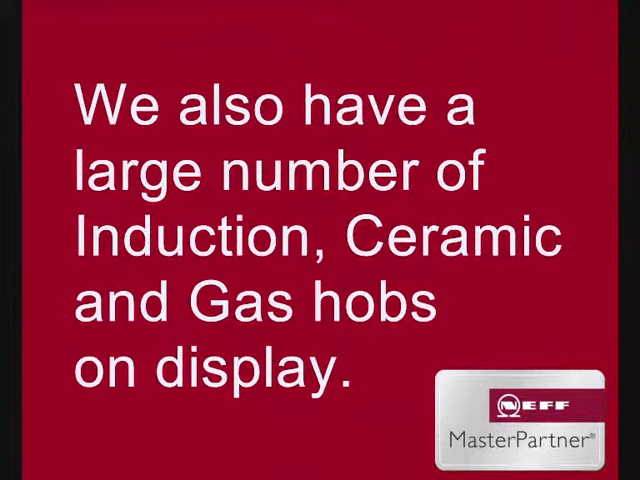 We also have a
large number of
Induction, Ceramic
and Gas hobs
on display.
NEFF
MasterPartner®